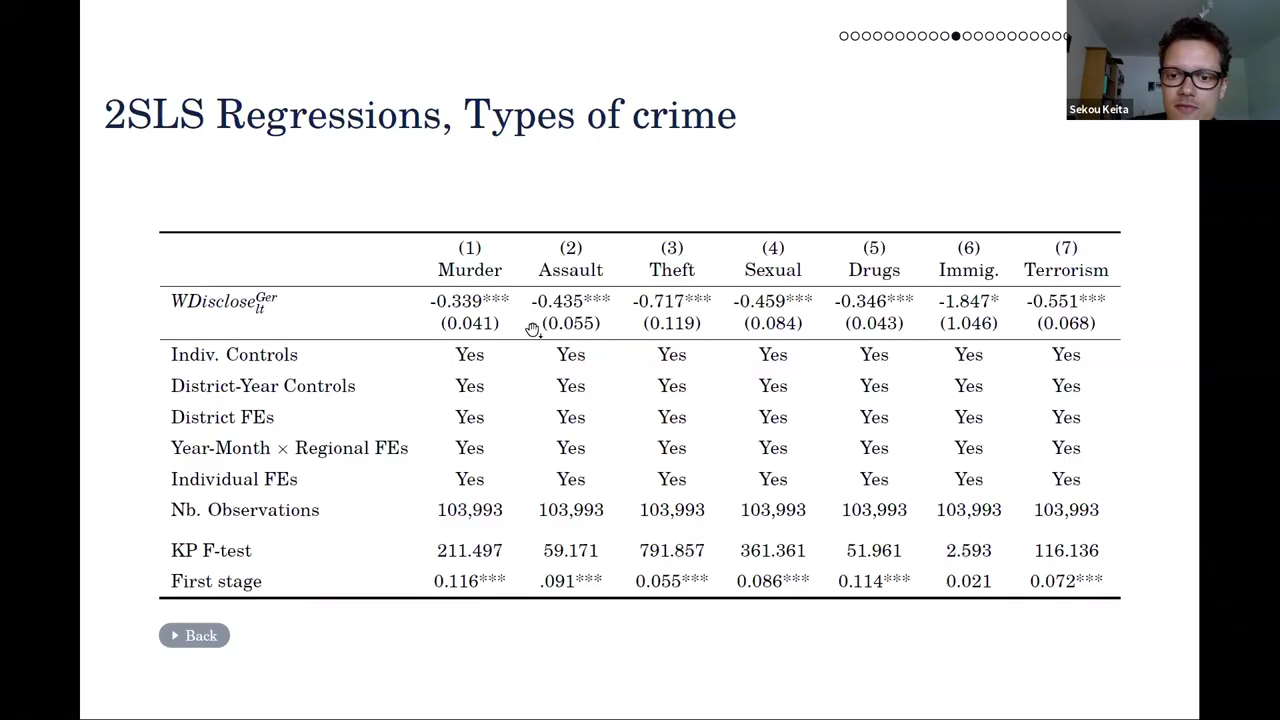 Sekou Keita
2SLS Regressions, Types of crime
(1) (2) (3) (4) (5) (6) (7)
Murder Assault Theft Sexual Drugs Immig. Terrorism
WDisclose^{Ger}_{lt} -0.339*** -0.435*** -0.717*** -0.459*** -0.346*** -1.847* -0.551***
(0.041) (0.055) (0.119) (0.084) (0.043) (1.046) (0.068)
Indiv. Controls Yes Yes Yes Yes Yes Yes Yes
District-Year Controls Yes Yes Yes Yes Yes Yes Yes
District FEs Yes Yes Yes Yes Yes Yes Yes
Year-Month × Regional FEs Yes Yes Yes Yes Yes Yes Yes
Individual FEs Yes Yes Yes Yes Yes Yes Yes
Nb. Observations 103,993 103,993 103,993 103,993 103,993 103,993 103,993
KP F-test 211.497 59.171 791.857 361.361 51.961 2.593 116.136
First stage 0.116*** .091*** 0.055*** 0.086*** 0.114*** 0.021 0.072***
Back